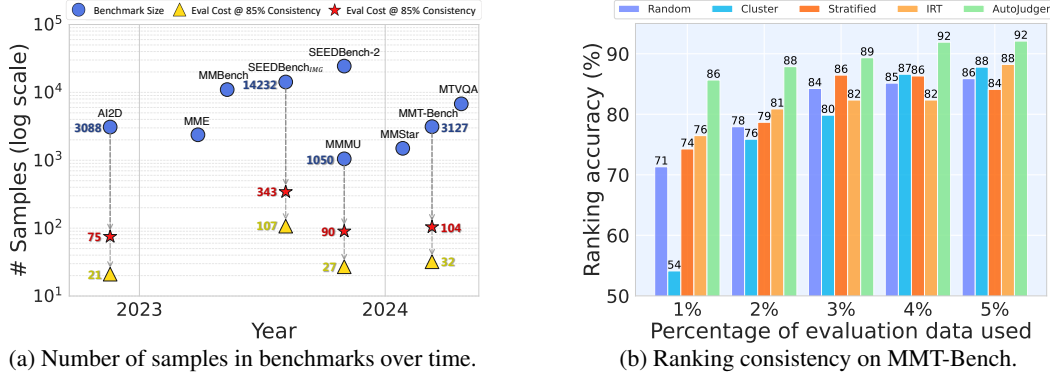 Benchmark Size Eval Cost @ 85% Consistency Eval Cost @ 85% Consistency
# Samples (log scale)
10^5
10^4
10^3
10^2
10^1
AI2D
3088
75
21
MME
MMBench
SEEDBench_IMG
14232
343
107
SEEDBench-2
MMMU
1050
90
27
MMStar
MMT-Bench
3127
104
32
MTVQA
2023 2024
Year
(a) Number of samples in benchmarks over time.
Random Cluster Stratified IRT AutoJudger
Ranking accuracy (%)
90
80
70
60
50
71 54 74 76 86
78 76 79 81 88
84 80 86 82 89
85 87 86 82 92
86 88 84 88 92
1% 2% 3% 4% 5%
Percentage of evaluation data used
(b) Ranking consistency on MMT-Bench.